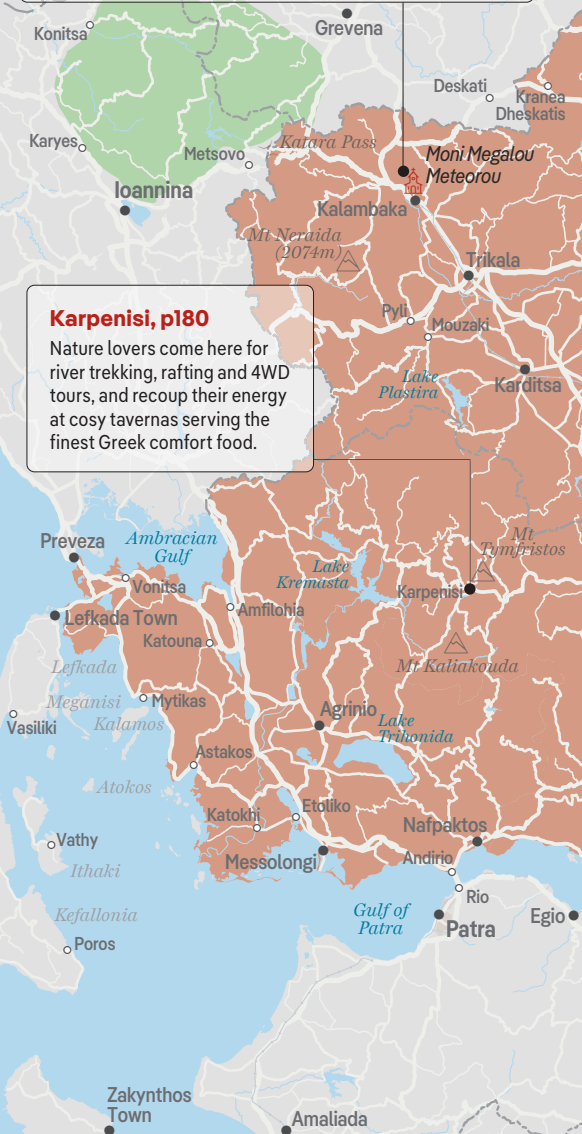 Konitsa
Grevena
Deskati
Kranea
Dheskatis
Karyes
Katara Pass
Metsovo
Moni Megalou
Meteorou
Ioannina
Kalambaka
Mt Neraida
(2074m)
Trikala
Pyli
Mouzaki
Karpenisi, p180
Nature lovers come here for
river trekking, rafting and 4WD
tours, and recoup their energy
at cosy tavernas serving the
finest Greek comfort food.
Lake
Plastira
Karditsa
Preveza
Ambracian
Gulf
Mt
Tymfristos
Vonitsa
Lake
Kremasta
Karpenisi
Amfilohia
Lefkada Town
Katouna
Mt Kaliakouda
Lefkada
Meganisi
Mytikas
Kalamos
Vasiliki
Agrinio
Lake
Trihonida
Astakos
Atokos
Katokhi
Etoliko
Nafpaktos
Vathy
Messolongi
Andirio
Ithaki
Rio
Kefallonia
Gulf of
Patra
Patra
Egio
Poros
Zakynthos
Town
Amaliada